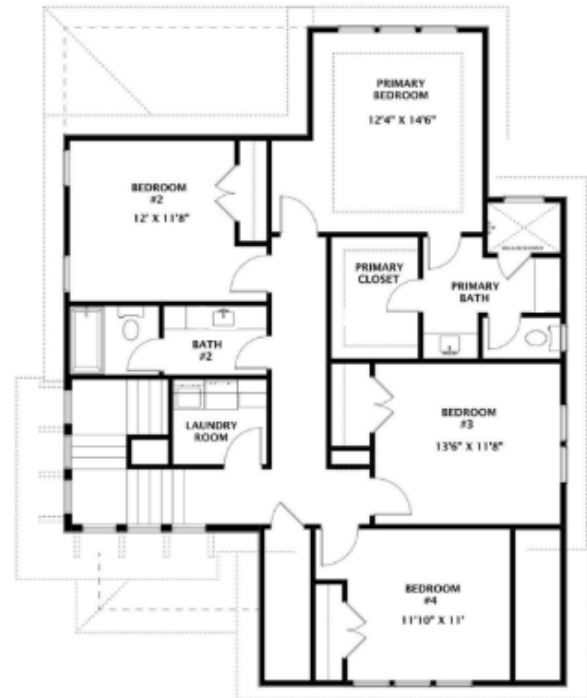 PRIMARY
BEDROOM
12'4" X 14'6"
BEDROOM
#2
12' X 11'8"
PRIMARY
CLOSET
PRIMARY
BATH
BATH
#2
LAUNDRY
ROOM
BEDROOM
#3
13'6" X 11'8"
BEDROOM
#4
11'10" X 11'